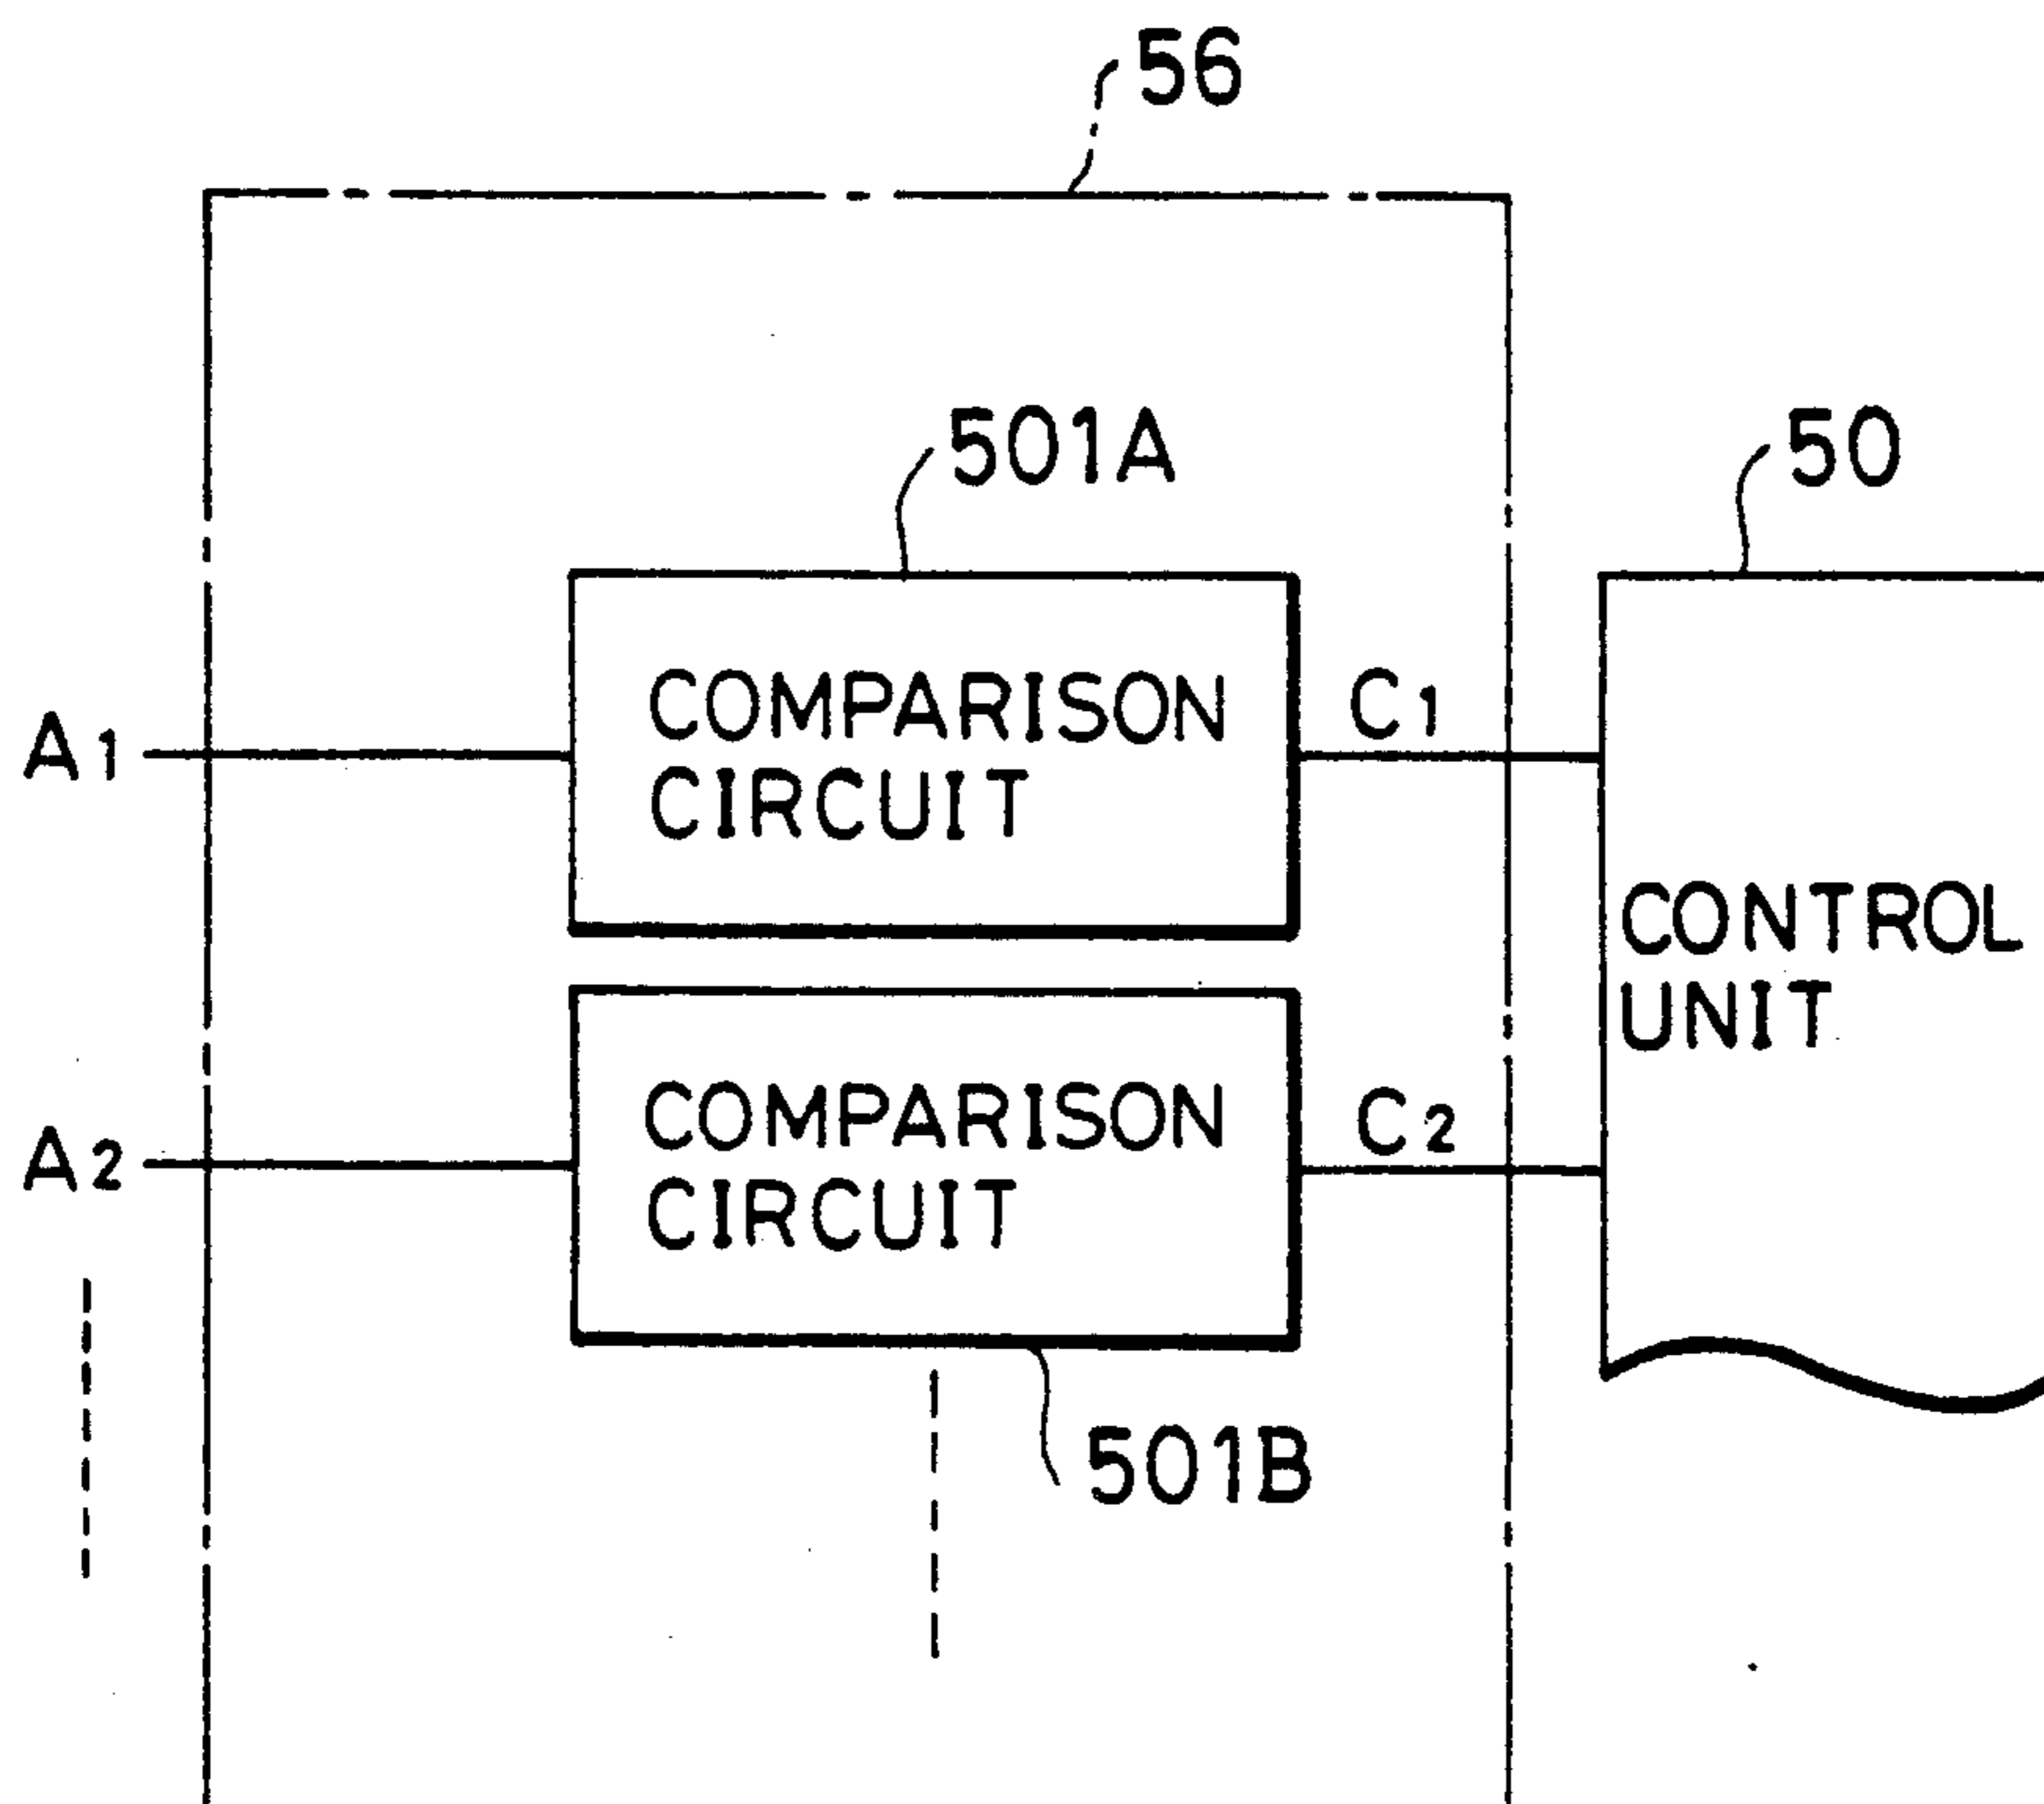 56
501A
50
COMPARISON
CIRCUIT
C1
A1
CONTROL
UNIT
COMPARISON
CIRCUIT
C2
A2
501B